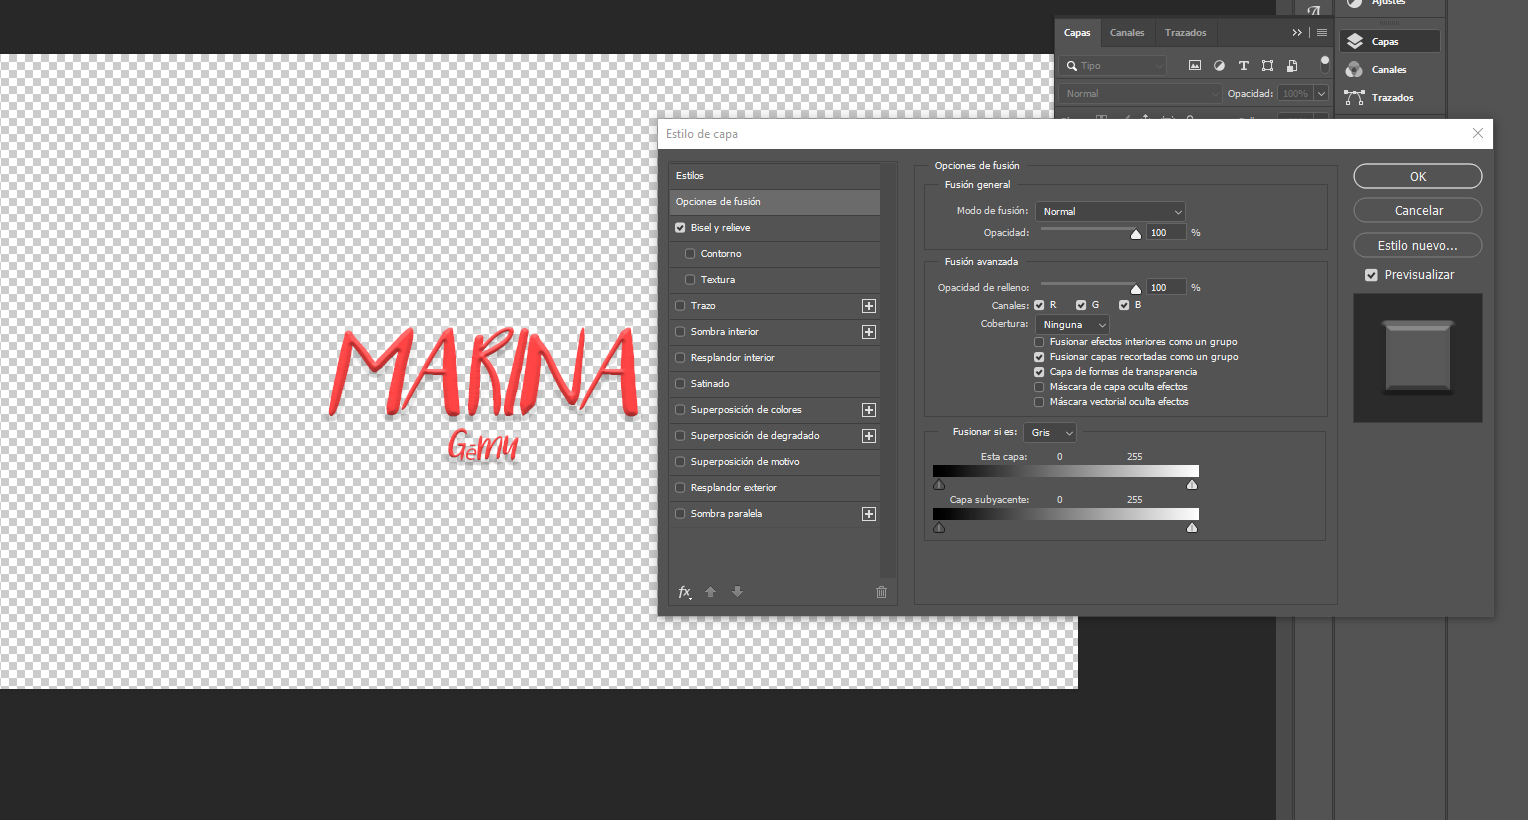 Ajustes
Capas Canales Trazados
Capas
Tipo
Canales
Normal Opacidad: 100%
Trazados
Estilo de capa
Estilos
Opciones de fusión
Bisel y relieve
Contorno
Textura
Trazo
Sombra interior
Resplandor interior
Satinado
Superposición de colores
Superposición de degradado
Superposición de motivo
Resplandor exterior
Sombra paralela
fx
Opciones de fusión
Fusión general
Modo de fusión: Normal
Opacidad: 100 %
Fusión avanzada
Opacidad de relleno: 100 %
Canales: R G B
Cobertura: Ninguna
Fusionar efectos interiores como un grupo
Fusionar capas recortadas como un grupo
Capa de formas de transparencia
Máscara de capa oculta efectos
Máscara vectorial oculta efectos
Fusionar si es: Gris
Esta capa: 0 255
Capa subyacente: 0 255
OK
Cancelar
Estilo nuevo...
Previsualizar
MARINA
Gēmu